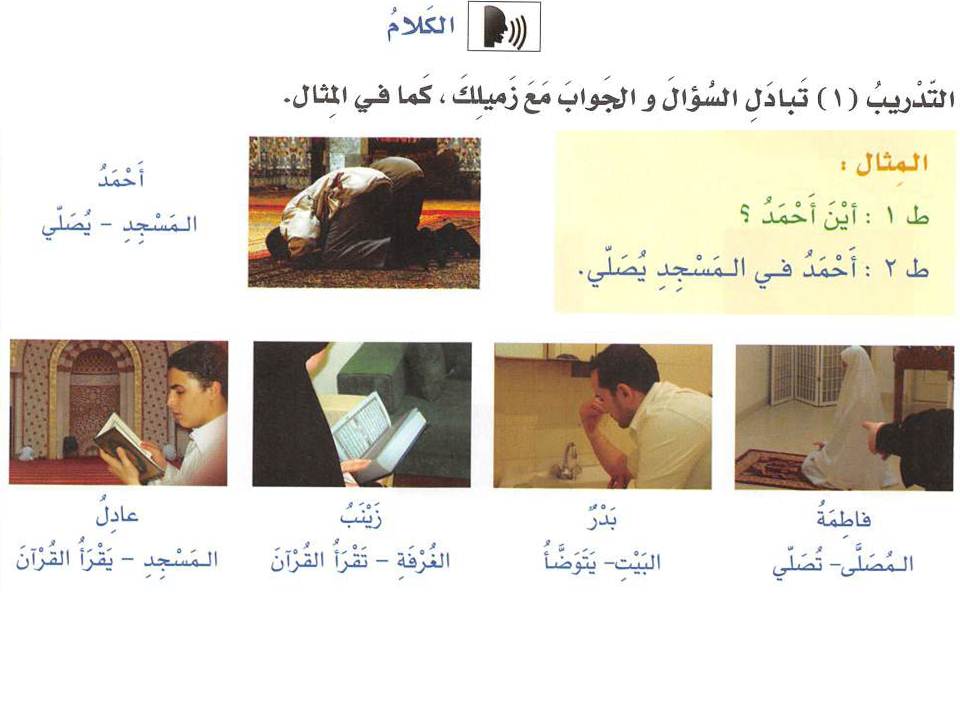 الكَلامُ
التَّدْريبُ (١) تَبادَلِ السُؤالَ و الجَوابَ مَعَ زَميلِكَ ، كَما في المِثال.
المِثال :
ط ١ : أيْنَ أَحْمَدُ ؟
ط ٢ : أَحْمَدُ في المَسْجِدِ يُصَلّي.
أَحْمَدُ
المَسْجِدِ - يُصَلّي
فاطِمَةُ
المُصَلَّى- تُصَلّي
بَدْرٌ
البَيْتِ- يَتَوَضَّأُ
زَيْنَبُ
الغُرْفَةِ - تَقْرَأُ القُرْآنَ
عادِلٌ
المَسْجِدِ - يَقْرَأُ القُرْآنَ